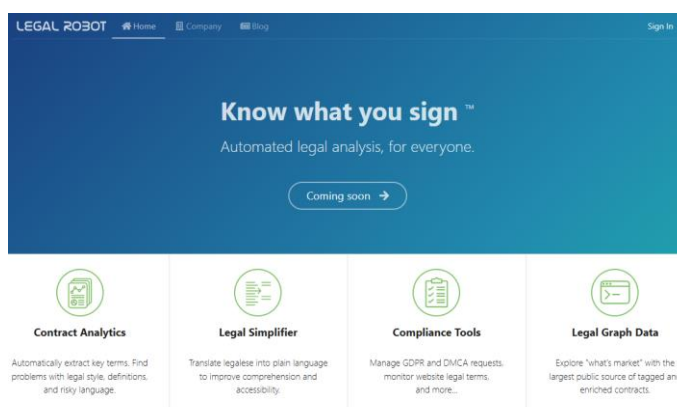 LEGAL ROBOT Home Company Blog Sign In
Know what you sign ™
Automated legal analysis, for everyone.
Coming soon →
Contract Analytics
Automatically extract key terms. Find
problems with legal style, definitions,
and risky language.
Legal Simplifier
Translate legalese into plain language
to improve comprehension and
accessibility.
Compliance Tools
Manage GDPR and DMCA requests,
monitor website legal terms,
and more...
Legal Graph Data
Explore "what's market" with the
largest public source of tagged an
enriched contracts.